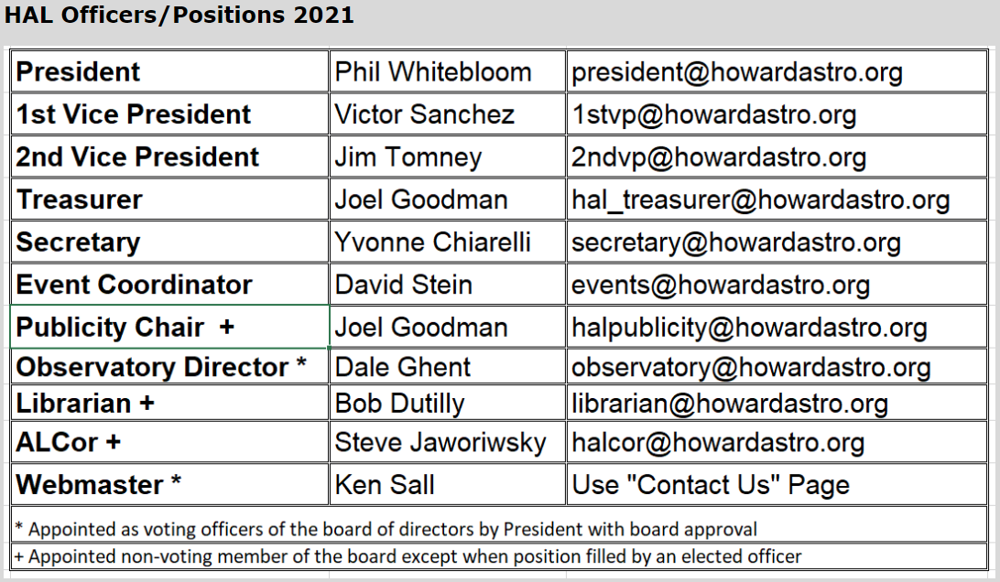 HAL Officers/Positions 2021
President Phil Whitebloom president@howardastro.org
1st Vice President Victor Sanchez 1stvp@howardastro.org
2nd Vice President Jim Tomney 2ndvp@howardastro.org
Treasurer Joel Goodman hal_treasurer@howardastro.org
Secretary Yvonne Chiarelli secretary@howardastro.org
Event Coordinator David Stein events@howardastro.org
Publicity Chair + Joel Goodman halpublicity@howardastro.org
Observatory Director * Dale Ghent observatory@howardastro.org
Librarian + Bob Dutilly librarian@howardastro.org
ALCor + Steve Jaworiwsky halcor@howardastro.org
Webmaster * Ken Sall Use "Contact Us" Page
* Appointed as voting officers of the board of directors by President with board approval
+ Appointed non-voting member of the board except when position filled by an elected officer